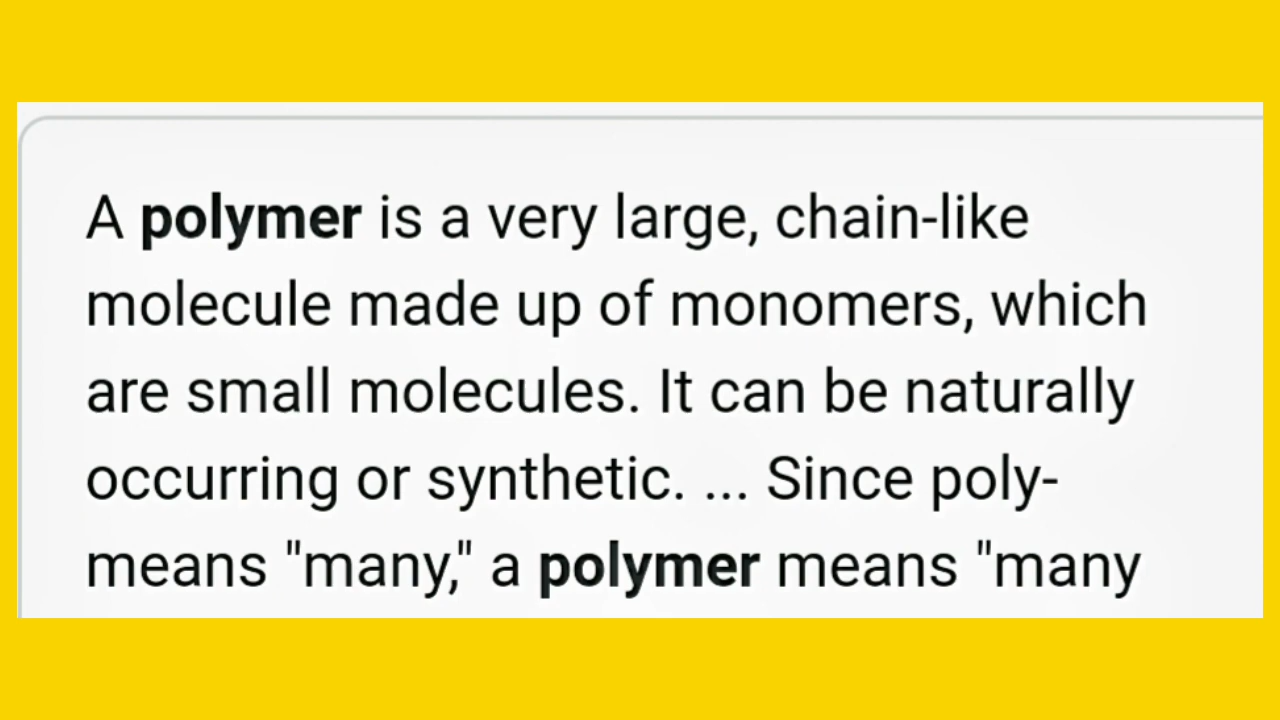 A polymer is a very large, chain-like
molecule made up of monomers, which
are small molecules. It can be naturally
occurring or synthetic. ... Since poly-
means "many," a polymer means "many